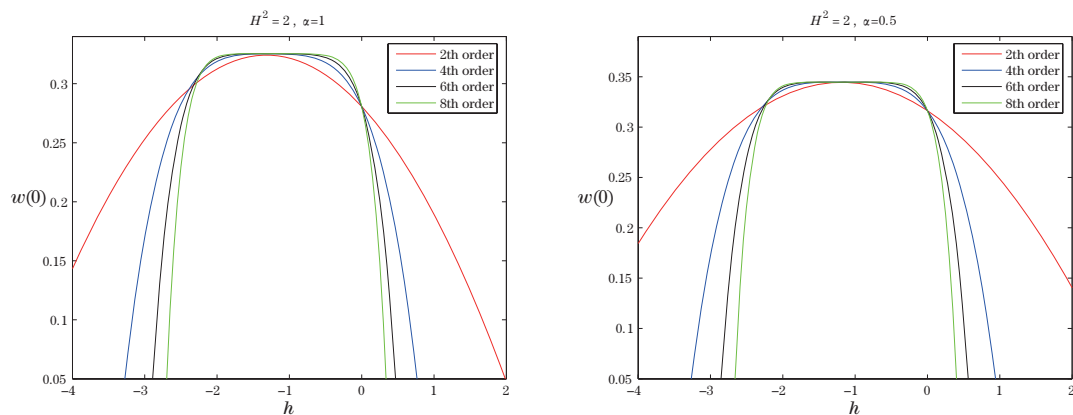 H² = 2 , α=1
2th order
4th order
6th order
8th order
w(0)
0.3
0.25
0.2
0.15
0.1
0.05
−4 −3 −2 −1 0 1 2
h
H² = 2 , α=0.5
2th order
4th order
6th order
8th order
w(0)
0.35
0.3
0.25
0.2
0.15
0.1
0.05
−4 −3 −2 −1 0 1 2
h